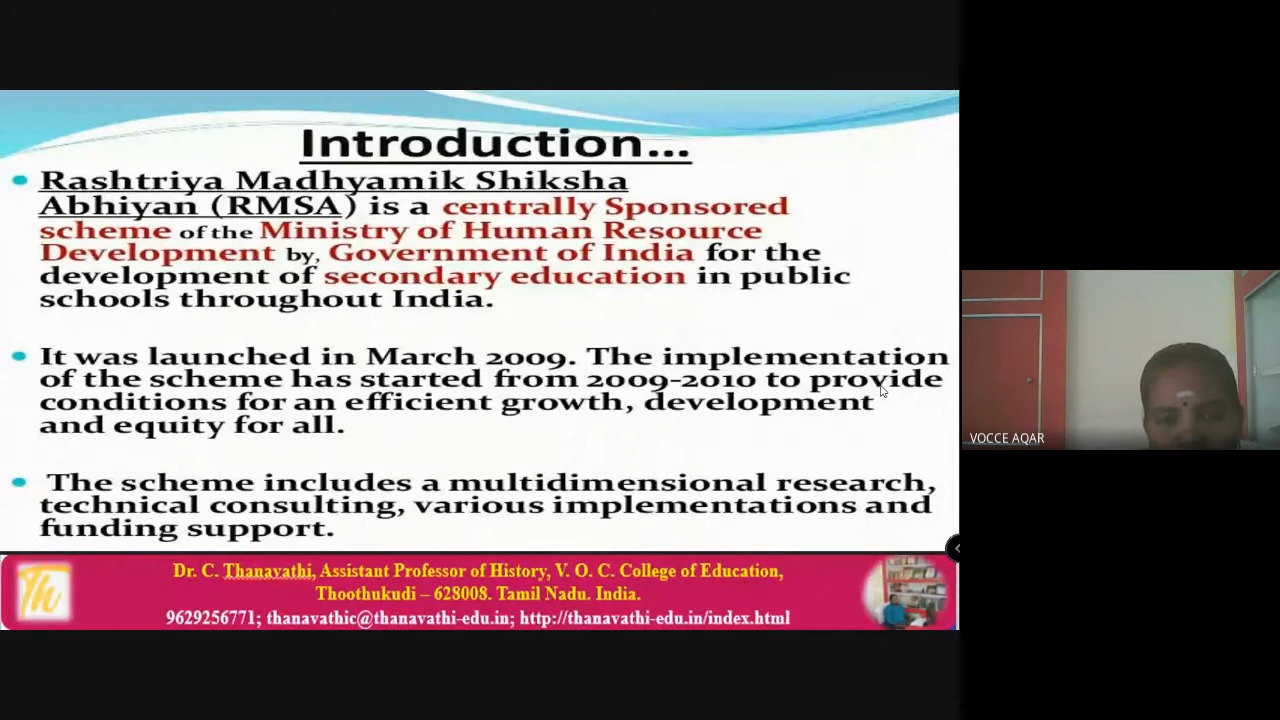 Introduction...
• Rashtriya Madhyamik Shiksha
Abhiyan (RMSA) is a centrally Sponsored
scheme of the Ministry of Human Resource
Development by, Government of India for the
development of secondary education in public
schools throughout India.
• It was launched in March 2009. The implementation
of the scheme has started from 2009-2010 to provide
conditions for an efficient growth, development
and equity for all.
• The scheme includes a multidimensional research,
technical consulting, various implementations and
funding support.
Th
Dr. C. Thanavathi, Assistant Professor of History, V. O. C. College of Education,
Thoothukudi – 628008. Tamil Nadu. India.
9629256771; thanavathic@thanavathi-edu.in; http://thanavathi-edu.in/index.html
VOCCE AQAR